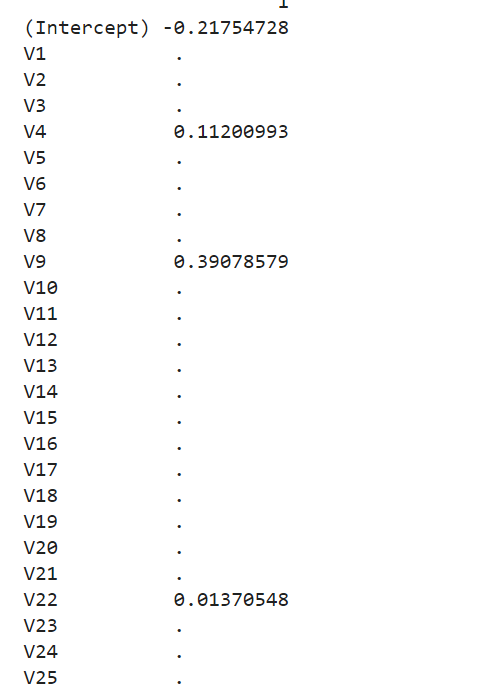 1
(Intercept) -0.21754728
V1 .
V2 .
V3 .
V4 0.11200993
V5 .
V6 .
V7 .
V8 .
V9 0.39078579
V10 .
V11 .
V12 .
V13 .
V14 .
V15 .
V16 .
V17 .
V18 .
V19 .
V20 .
V21 .
V22 0.01370548
V23 .
V24 .
V25 .